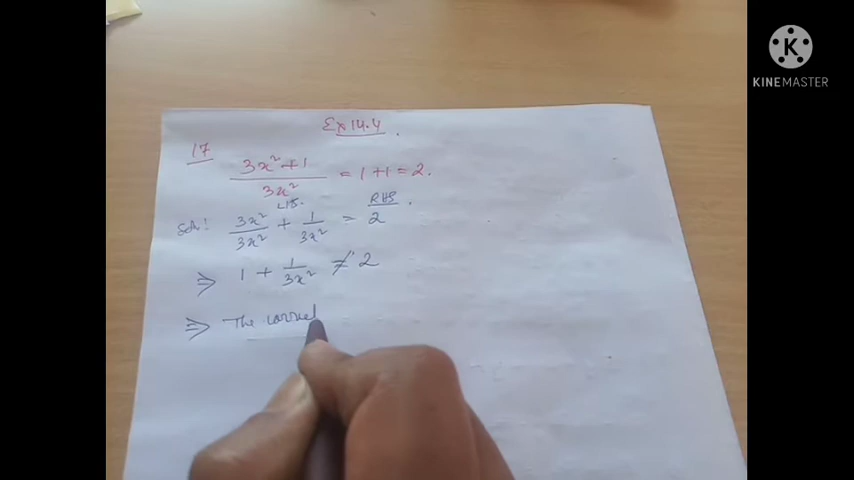 Ex 14.4.
17
3x²+1 / 3x² = 1+1 = 2.
LHS. RHS.
Soln: 3x²/3x² + 1/3x² = 2
⇒ 1 + 1/3x² ≠ 2
⇒ The correct
K
KINEMASTER